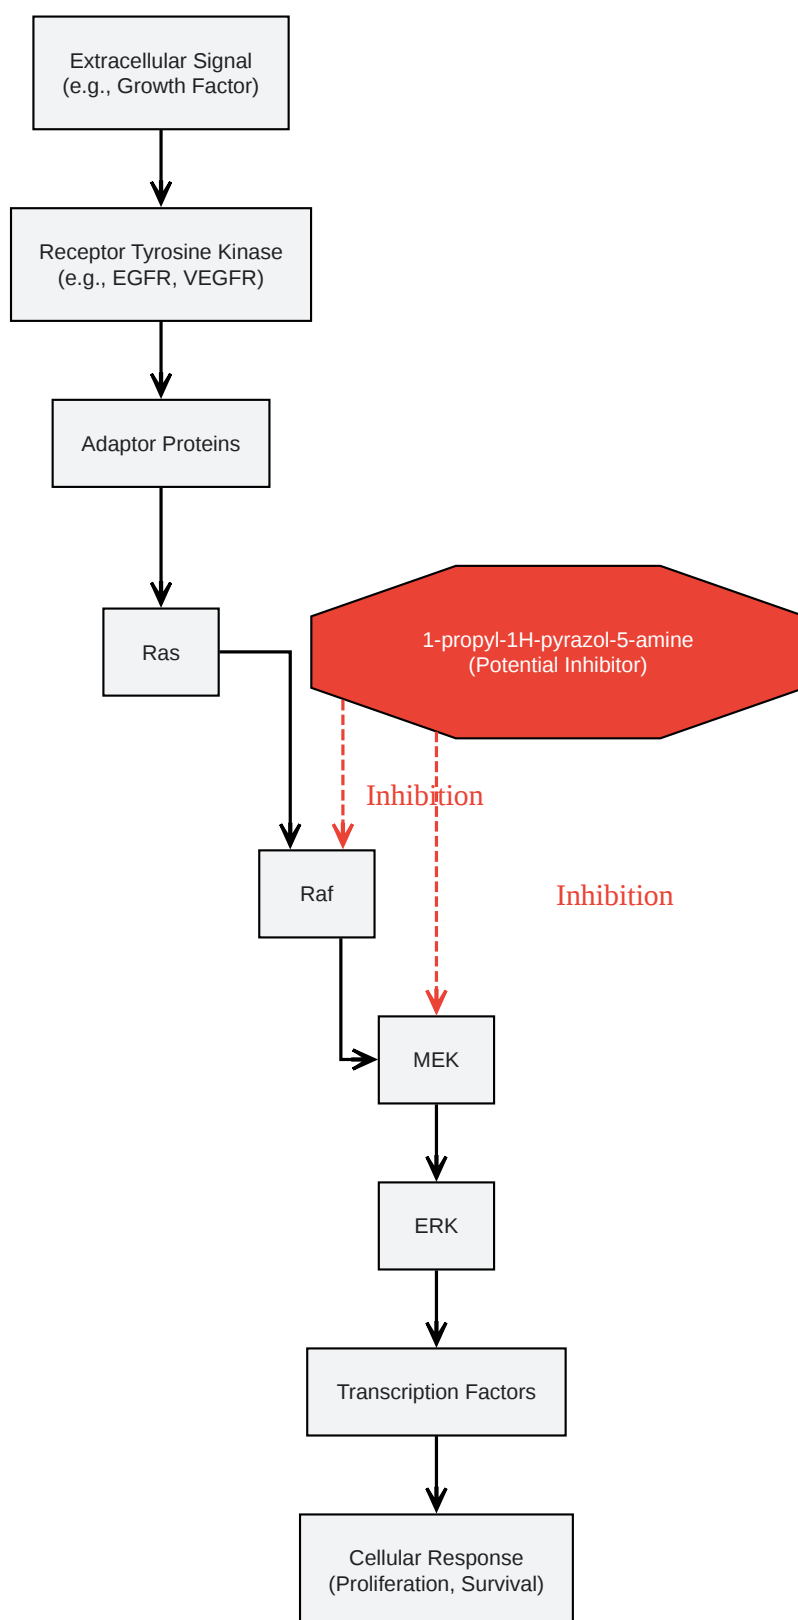 Extracellular Signal
(e.g., Growth Factor)
Receptor Tyrosine Kinase
(e.g., EGFR, VEGFR)
Adaptor Proteins
Ras
1-propyl-1H-pyrazol-5-amine
(Potential Inhibitor)
Inhibition
Raf
Inhibition
MEK
ERK
Transcription Factors
Cellular Response
(Proliferation, Survival)